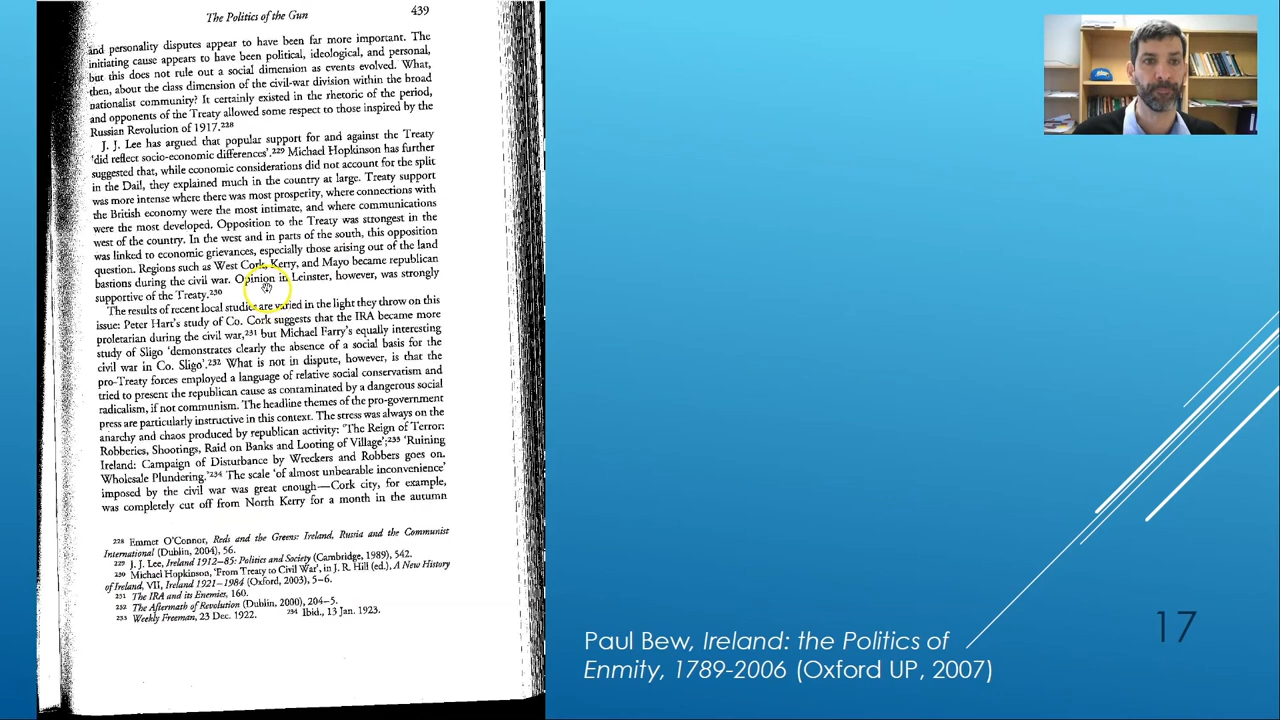 The Politics of the Gun 439
and personality disputes appear to have been far more important. The
initiating cause appears to have been political, ideological, and personal,
but this does not rule out a social dimension as events evolved. What,
then, about the class dimension of the civil-war division within the broad
nationalist community? It certainly existed in the rhetoric of the period,
and opponents of the Treaty allowed some respect to those inspired by the
Russian Revolution of 1917.²²⁸
J. J. Lee has argued that popular support for and against the Treaty
'did reflect socio-economic differences'.²²⁹ Michael Hopkinson has further
suggested that, while economic considerations did not account for the split
in the Dail, they explained much in the country at large. Treaty support
was more intense where there was most prosperity, where connections with
the British economy were the most intimate, and where communications
were the most developed. Opposition to the Treaty was strongest in the
west of the country. In the west and in parts of the south, this opposition
was linked to economic grievances, especially those arising out of the land
question. Regions such as West Cork, Kerry, and Mayo became republican
bastions during the civil war. Opinion in Leinster, however, was strongly
supportive of the Treaty.²³⁰
The results of recent local studies are varied in the light they throw on this
issue: Peter Hart's study of Co. Cork suggests that the IRA became more
proletarian during the civil war,²³¹ but Michael Farry's equally interesting
study of Sligo 'demonstrates clearly the absence of a social basis for the
civil war in Co. Sligo'.²³² What is not in dispute, however, is that the
pro-Treaty forces employed a language of relative social conservatism and
tried to present the republican cause as contaminated by a dangerous social
radicalism, if not communism. The headline themes of the pro-government
press are particularly instructive in this context. The stress was always on the
anarchy and chaos produced by republican activity: 'The Reign of Terror:
Robberies, Shootings, Raid on Banks and Looting of Village';²³³ 'Ruining
Ireland: Campaign of Disturbance by Wreckers and Robbers goes on.
Wholesale Plundering.'²³⁴ The scale 'of almost unbearable inconvenience'
imposed by the civil war was great enough—Cork city, for example,
was completely cut off from North Kerry for a month in the autumn
²²⁸ Emmet O'Connor, Reds and the Greens: Ireland, Russia and the Communist
International (Dublin, 2004), 56.
²²⁹ J. J. Lee, Ireland 1912–85: Politics and Society (Cambridge, 1989), 542.
²³⁰ Michael Hopkinson, 'From Treaty to Civil War', in J. R. Hill (ed.), A New History
of Ireland, VII, Ireland 1921–1984 (Oxford, 2003), 5–6.
²³¹ The IRA and its Enemies, 160.
²³² The Aftermath of Revolution (Dublin, 2000), 204–5.
²³³ Weekly Freeman, 23 Dec. 1922. ²³⁴ Ibid., 13 Jan. 1923.
Paul Bew, Ireland: the Politics of
Enmity, 1789-2006 (Oxford UP, 2007)
17